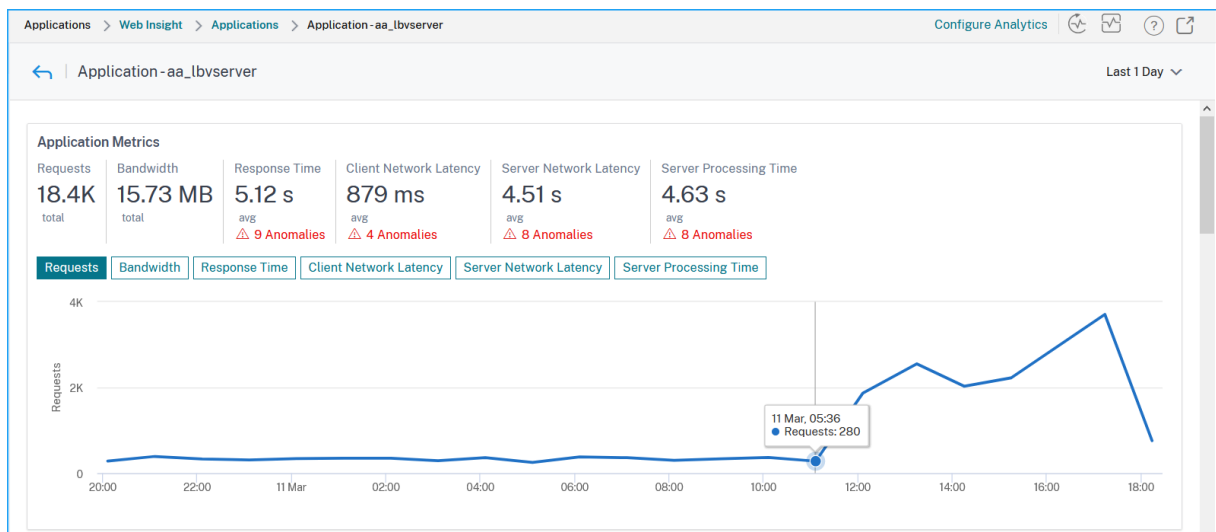 Applications > Web Insight > Applications > Application-aa_lbvserver Configure Analytics ?
Application-aa_lbvserver Last 1 Day
Application Metrics
Requests Bandwidth Response Time Client Network Latency Server Network Latency Server Processing Time
18.4K 15.73 MB 5.12 s 879 ms 4.51 s 4.63 s
total total avg avg avg avg
9 Anomalies 4 Anomalies 8 Anomalies 8 Anomalies
Requests Bandwidth Response Time Client Network Latency Server Network Latency Server Processing Time
4K
2K
0
Requests
11 Mar, 05:36
Requests: 280
20:00 22:00 11 Mar 02:00 04:00 06:00 08:00 10:00 12:00 14:00 16:00 18:00